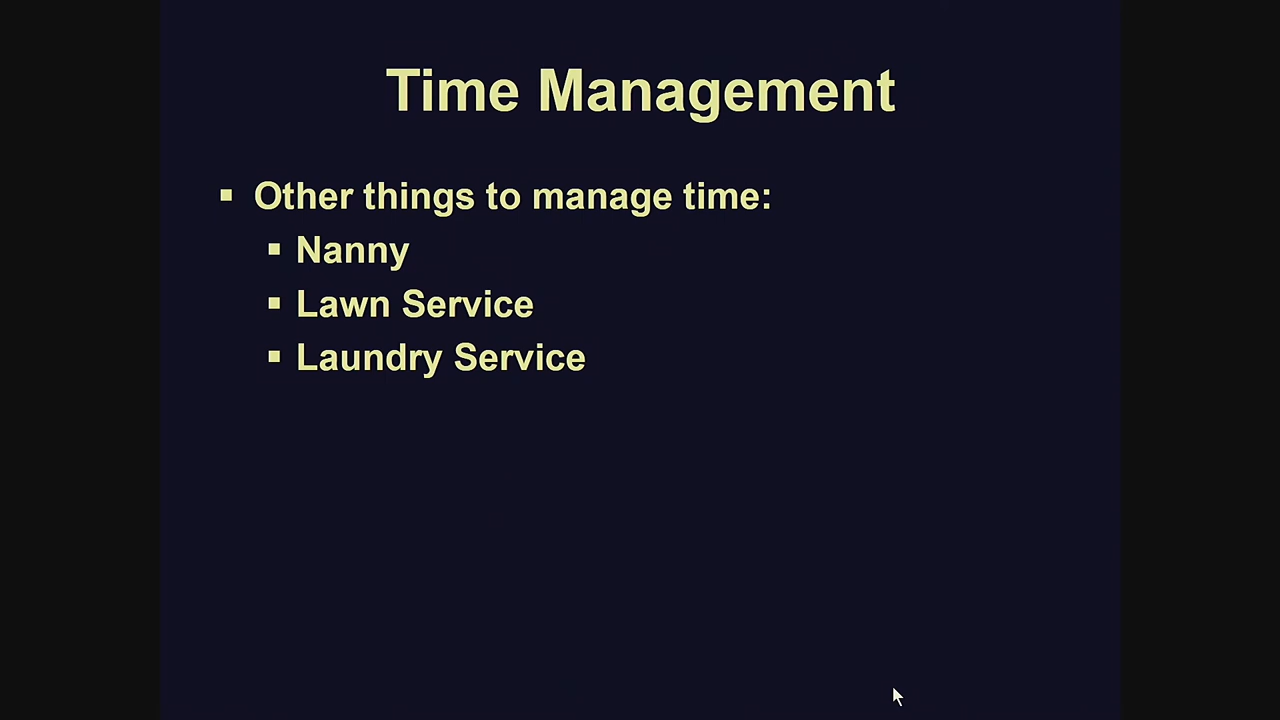 Time Management
▪ Other things to manage time:
▪ Nanny
▪ Lawn Service
▪ Laundry Service